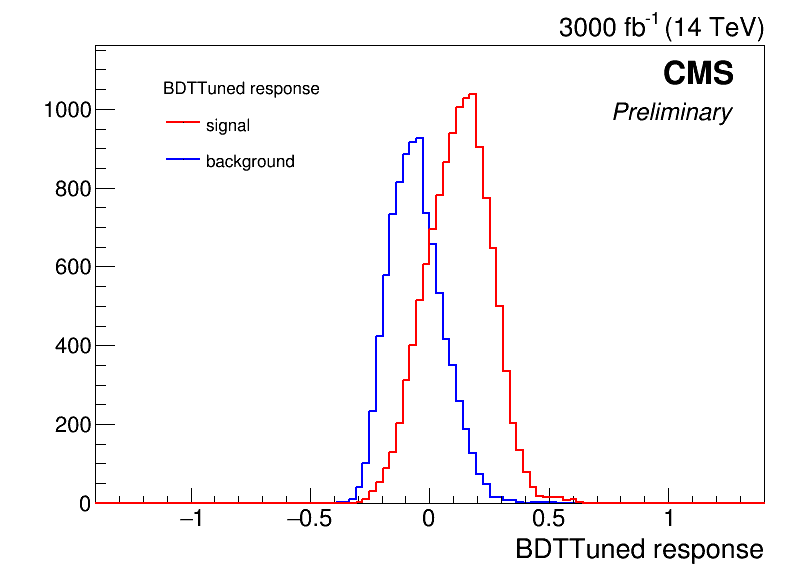 3000 fb⁻¹ (14 TeV)
CMS
Preliminary
BDTTuned response
signal
background
1000
800
600
400
200
0
−1 −0.5 0 0.5 1
BDTTuned response